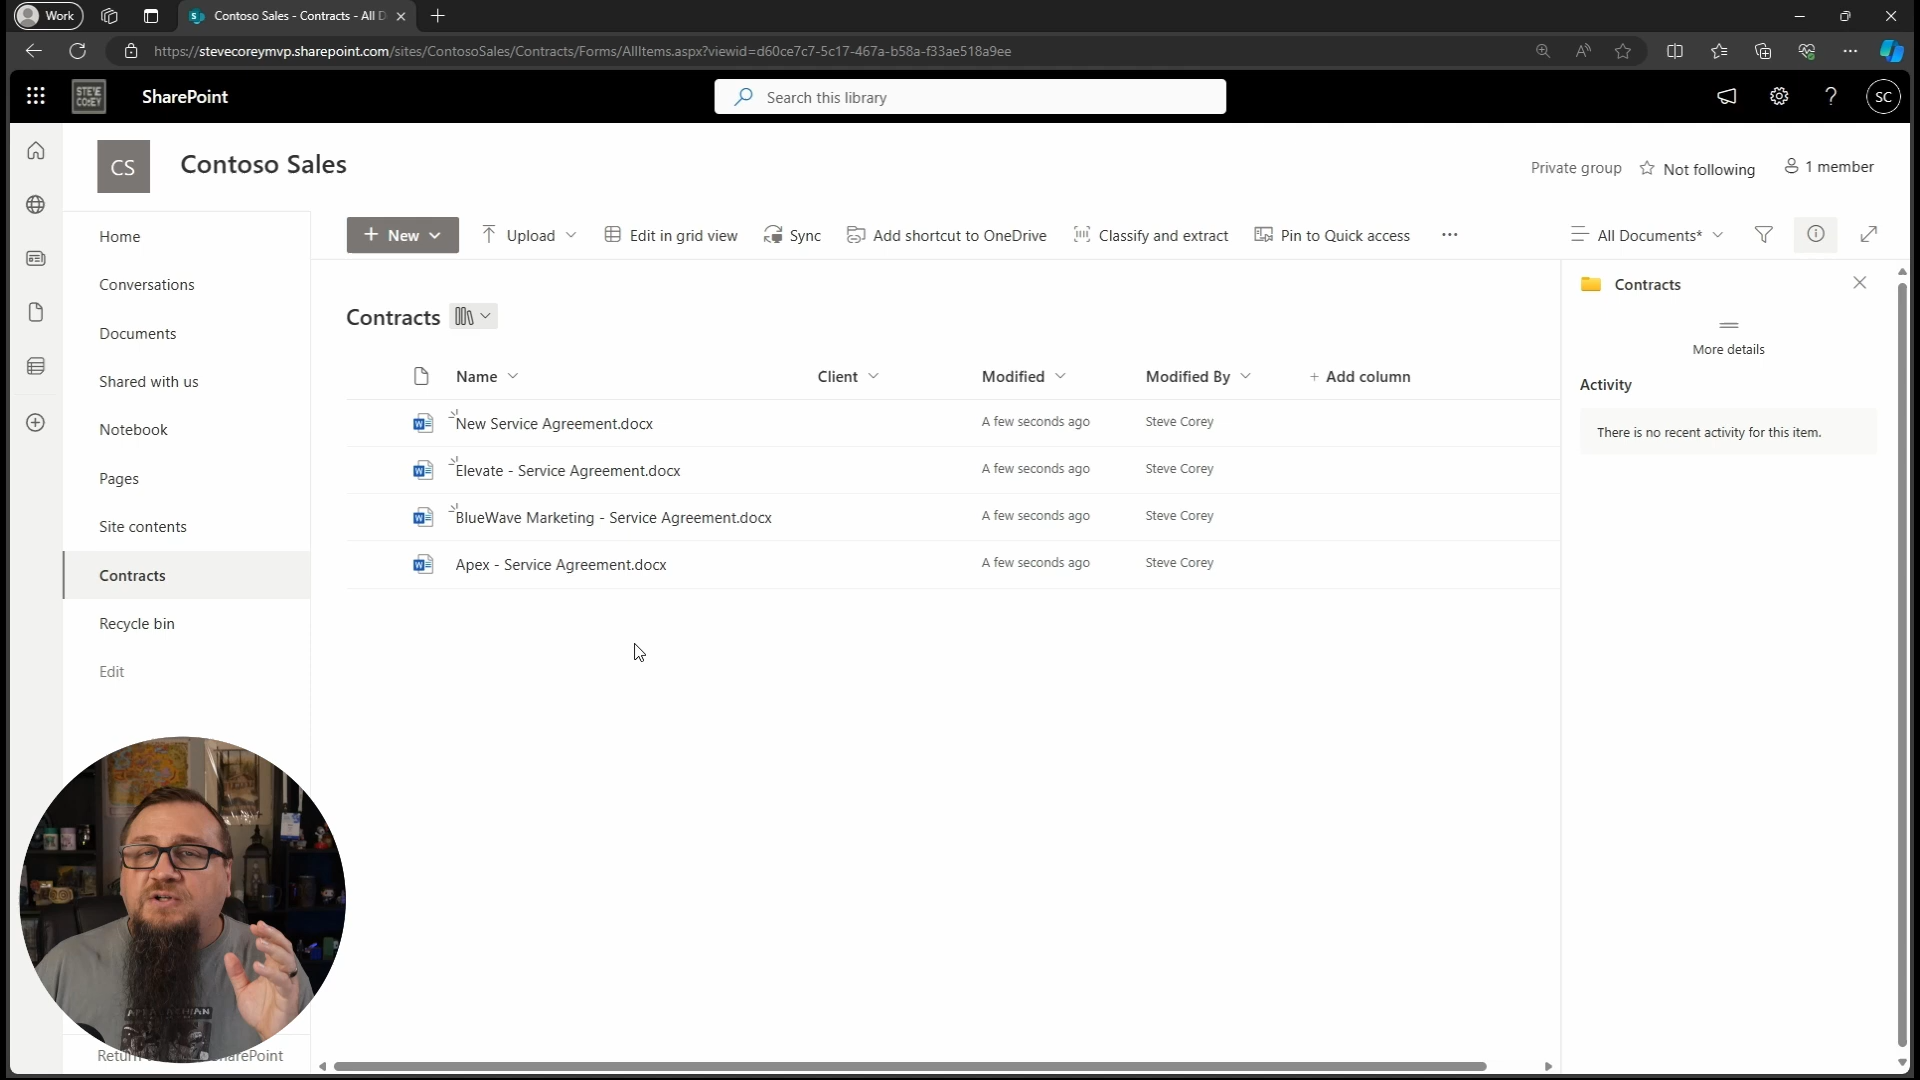 Work
Contoso Sales - Contracts - All D
https://stevecoreymvp.sharepoint.com/sites/ContosoSales/Contracts/Forms/AllItems.aspx?viewid=d60ce7c7-5c17-467a-b58a-f33ae518a9ee
STEVE
COREY
SharePoint
Search this library
SC
CS
Contoso Sales
Private group
Not following
1 member
Home
Conversations
Documents
Shared with us
Notebook
Pages
Site contents
Contracts
Recycle bin
Edit
New
Upload
Edit in grid view
Sync
Add shortcut to OneDrive
Classify and extract
Pin to Quick access
All Documents*
Contracts
Name Client Modified Modified By + Add column
New Service Agreement.docx A few seconds ago Steve Corey
Elevate - Service Agreement.docx A few seconds ago Steve Corey
BlueWave Marketing - Service Agreement.docx A few seconds ago Steve Corey
Apex - Service Agreement.docx A few seconds ago Steve Corey
Contracts
More details
Activity
There is no recent activity for this item.
APPALACHIAN
Return
SharePoint